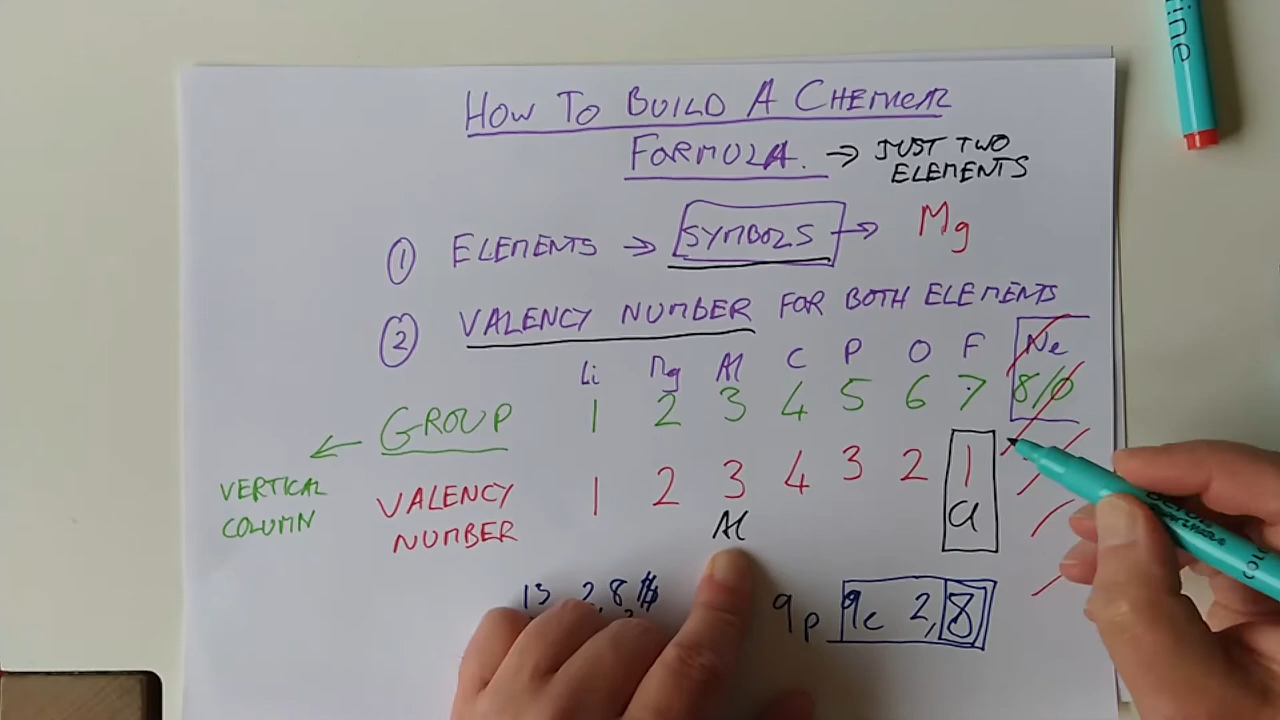 HOW TO BUILD A CHEMICAL
FORMULA. → JUST TWO
ELEMENTS
① ELEMENTS → SYMBOLS → Mg
② VALENCY NUMBER FOR BOTH ELEMENTS
Li Mg Al C P O F Ne
GROUP 1 2 3 4 5 6 7 8/0
VERTICAL
COLUMN
VALENCY
NUMBER 1 2 3 4 3 2 1
Al Cl
13 2,8
9p 9e 2,8
ine